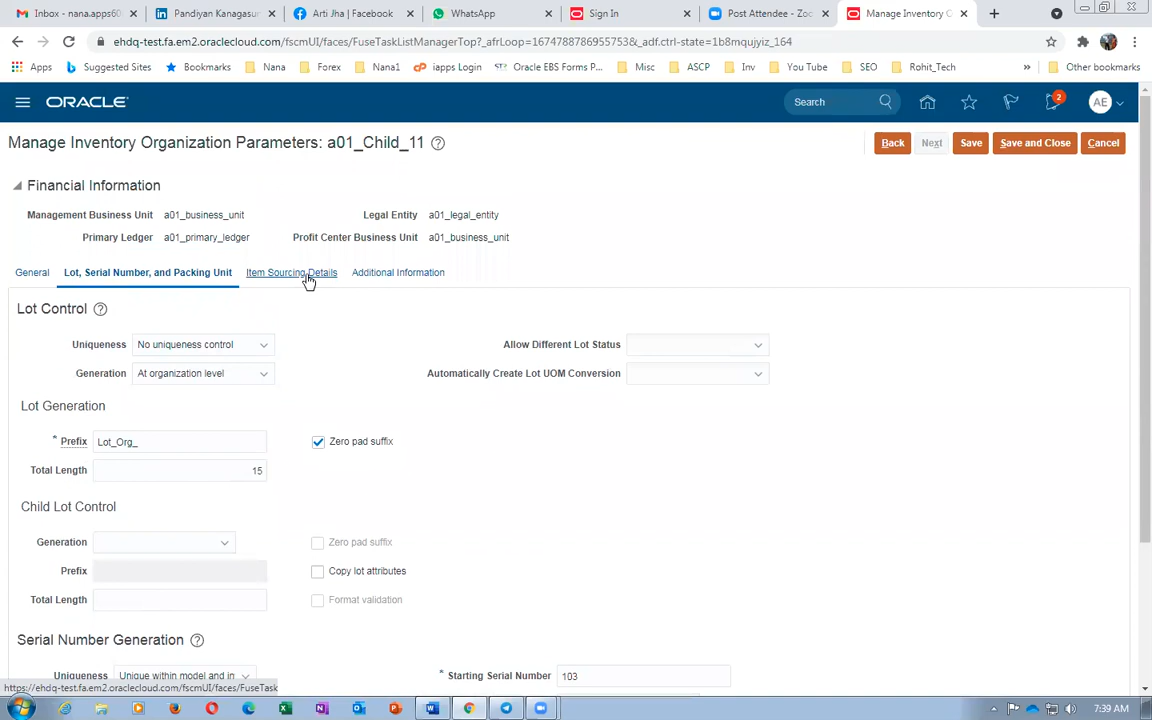 M Inbox (5) - nana.apps60
Pandiyan Kanagasur
Arti Jha | Facebook
WhatsApp
Sign In
Post Attendee - Zoo
Manage Inventory C
ehdq-test.fa.em2.oraclecloud.com/fscmUI/faces/FuseTaskListManagerTop?_afrLoop=1674788786955753&_adf.ctrl-state=1b8mqujyiz_164
Apps
Suggested Sites
Bookmarks
Nana
Forex
Nana1
iapps Login
Oracle EBS Forms P...
Misc
ASCP
Inv
You Tube
SEO
Rohit_Tech
»
Other bookmarks
ORACLE
Search
2
AE
Manage Inventory Organization Parameters: a01_Child_11
Back
Next
Save
Save and Close
Cancel
Financial Information
Management Business Unit a01_business_unit
Legal Entity a01_legal_entity
Primary Ledger a01_primary_ledger
Profit Center Business Unit a01_business_unit
General
Lot, Serial Number, and Packing Unit
Item Sourcing Details
Additional Information
Lot Control
Uniqueness No uniqueness control
Allow Different Lot Status
Generation At organization level
Automatically Create Lot UOM Conversion
Lot Generation
* Prefix Lot_Org_
Zero pad suffix
Total Length 15
Child Lot Control
Generation
Zero pad suffix
Prefix
Copy lot attributes
Total Length
Format validation
Serial Number Generation
Uniqueness Unique within model and in
* Starting Serial Number 103
https://ehdq-test.fa.em2.oraclecloud.com/fscmUI/faces/FuseTask
7:39 AM